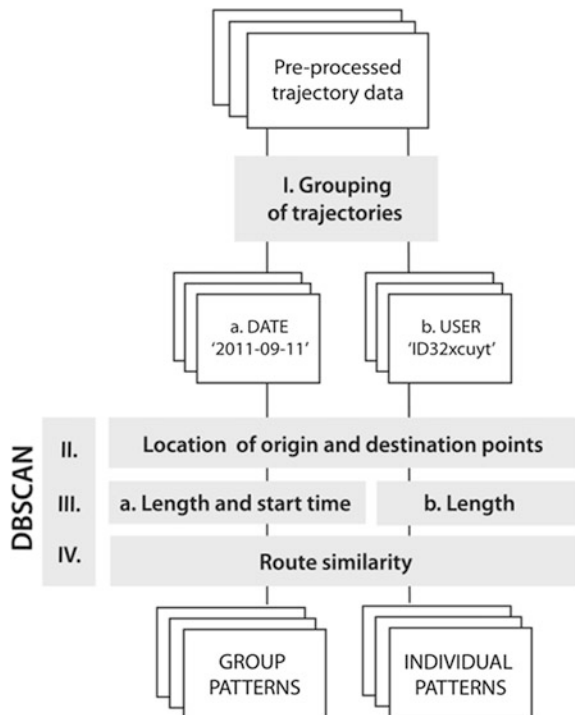 Pre-processed
trajectory data
I. Grouping
of trajectories
a. DATE
'2011-09-11'
b. USER
'ID32xcuyt'
DBSCAN
II.
Location of origin and destination points
III.
a. Length and start time
b. Length
IV.
Route similarity
GROUP
PATTERNS
INDIVIDUAL
PATTERNS